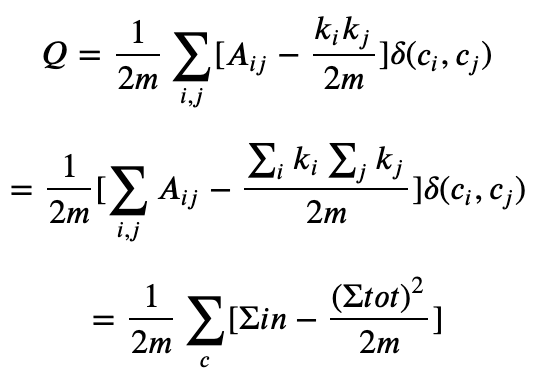 Q = \frac{1}{2m} \sum_{i,j} [A_{ij} - \frac{k_i k_j}{2m}] \delta(c_i, c_j)
= \frac{1}{2m} [\sum_{i,j} A_{ij} - \frac{\sum_i k_i \sum_j k_j}{2m}] \delta(c_i, c_j)
= \frac{1}{2m} \sum_c [\Sigma in - \frac{(\Sigma tot)^2}{2m}]